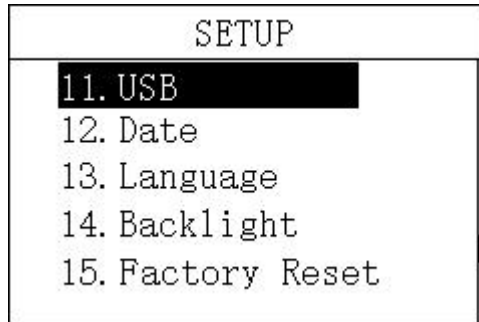 SETUP
11. USB
12. Date
13. Language
14. Backlight
15. Factory Reset